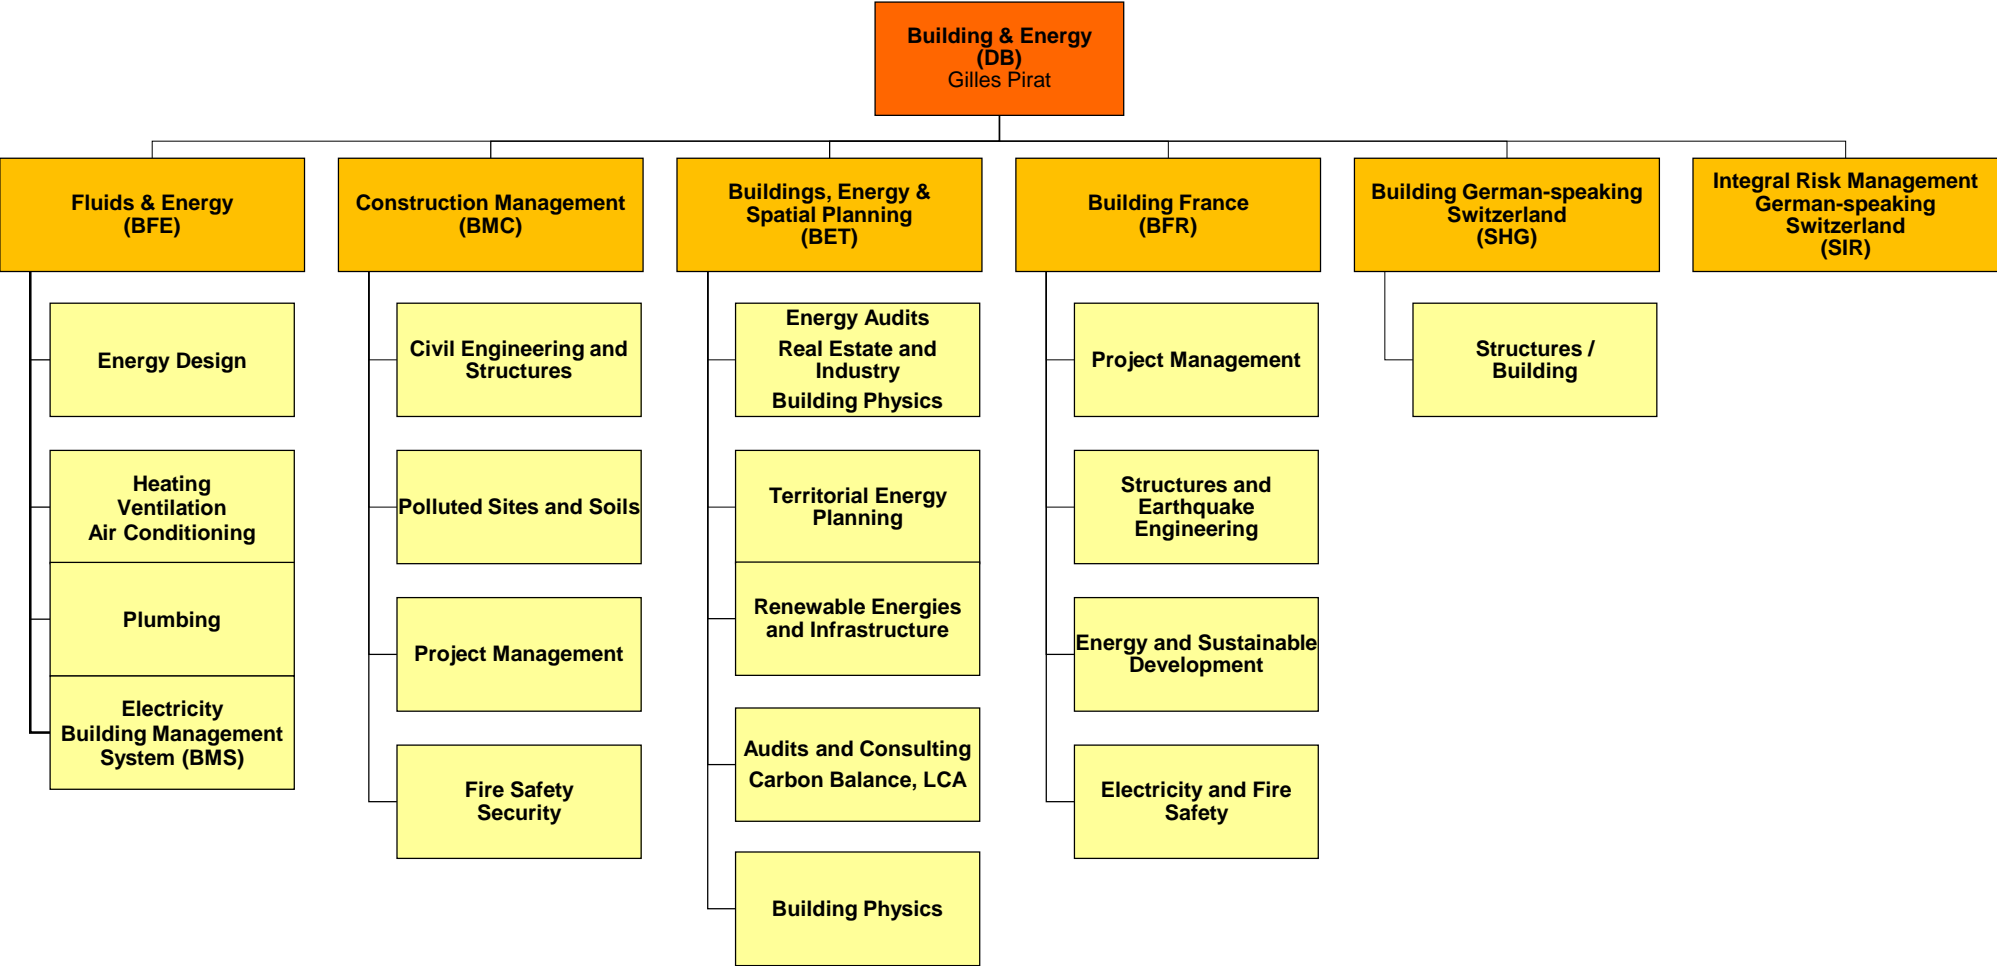 Building & Energy
(DB)
Gilles Pirat
Fluids & Energy
(BFE)
Construction Management
(BMC)
Buildings, Energy &
Spatial Planning
(BET)
Building France
(BFR)
Building German-speaking
Switzerland
(SHG)
Integral Risk Management
German-speaking
Switzerland
(SIR)
Energy Design
Heating
Ventilation
Air Conditioning
Plumbing
Electricity
Building Management
System (BMS)
Civil Engineering and
Structures
Polluted Sites and Soils
Project Management
Fire Safety
Security
Energy Audits
Real Estate and
Industry
Building Physics
Territorial Energy
Planning
Renewable Energies
and Infrastructure
Audits and Consulting
Carbon Balance, LCA
Building Physics
Project Management
Structures and
Earthquake
Engineering
Energy and Sustainable
Development
Electricity and Fire
Safety
Structures /
Building